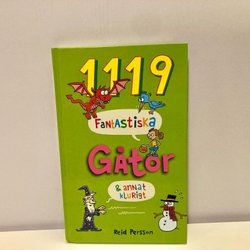 1119
Fantastiska
Gåtor
& annat
klurigt
Reid Persson